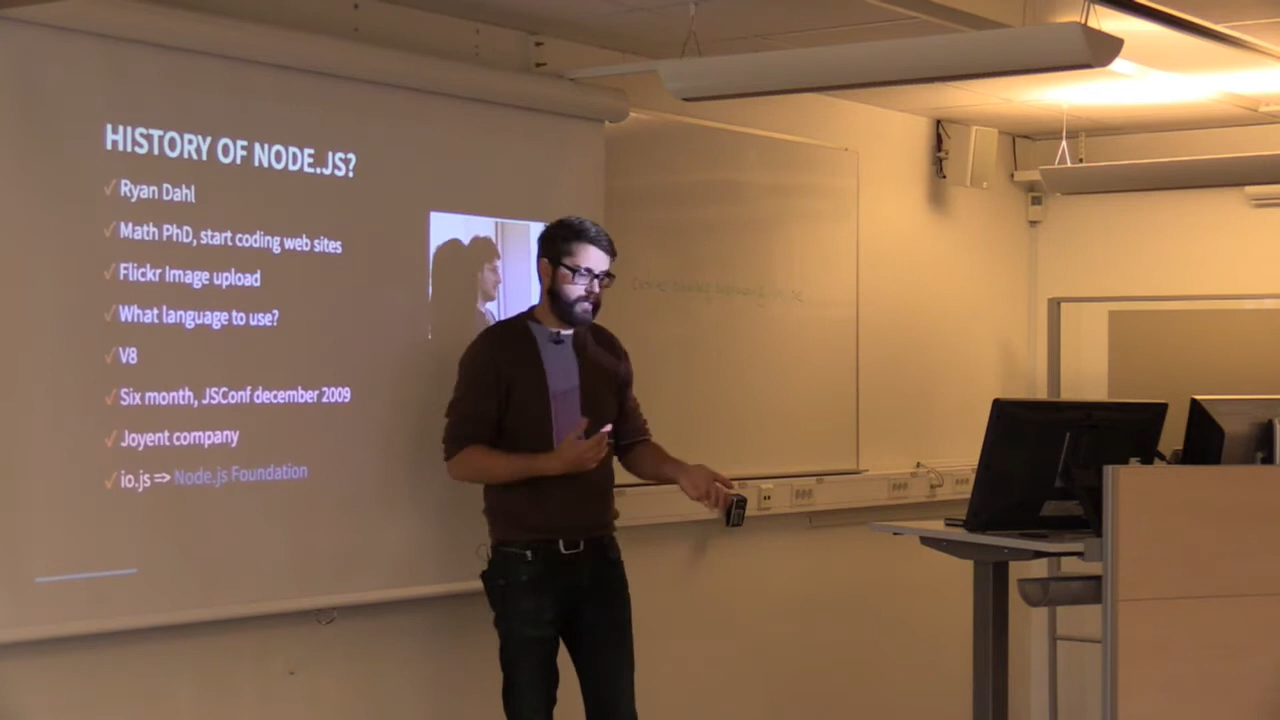 HISTORY OF NODE.JS?
✓Ryan Dahl
✓Math PhD, start coding web sites
✓Flickr Image upload
✓What language to use?
✓V8
✓Six month, JSConf december 2009
✓Joyent company
✓io.js => Node.js Foundation